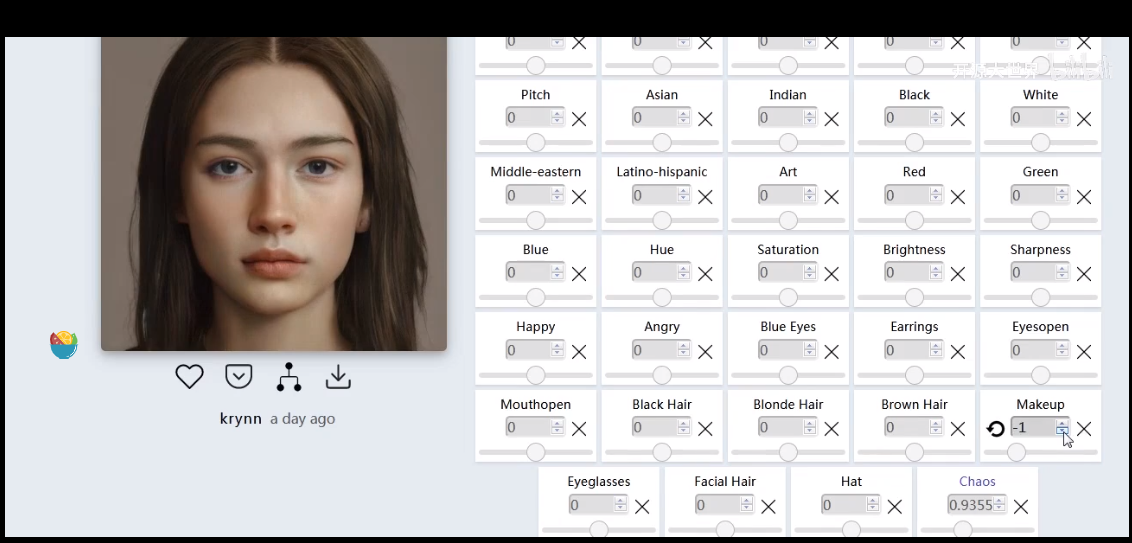 0 0 0 0 0
Pitch Asian Indian Black White
0 0 0 0 0
Middle-eastern Latino-hispanic Art Red Green
0 0 0 0 0
Blue Hue Saturation Brightness Sharpness
0 0 0 0 0
Happy Angry Blue Eyes Earrings Eyesopen
0 0 0 0 0
krynn a day ago
Mouthopen Black Hair Blonde Hair Brown Hair Makeup
0 0 0 0 -1
Eyeglasses Facial Hair Hat Chaos
0 0 0 0.9355